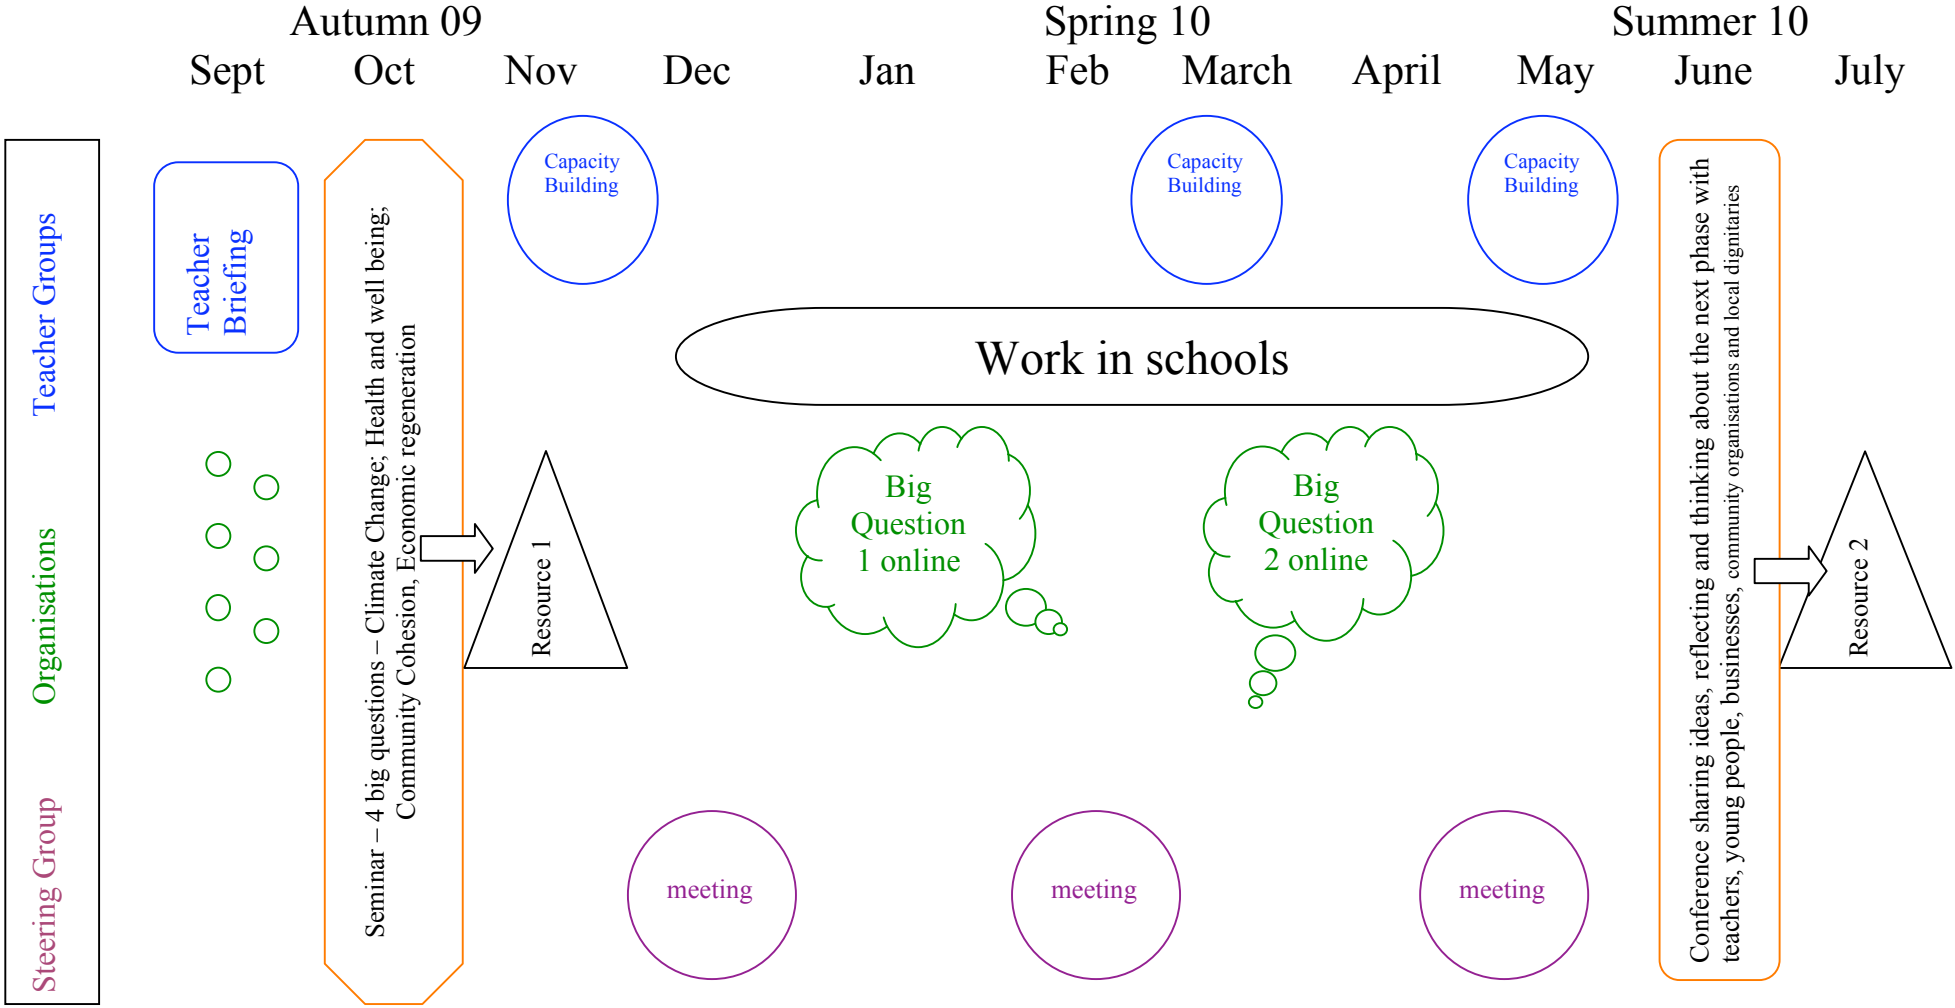 Autumn 09
Spring 10
Summer 10
Sept
Oct
Nov
Dec
Jan
Feb
March
April
May
June
July
Teacher Groups
Organisations
Steering Group
Teacher
Briefing
Seminar – 4 big questions – Climate Change; Health and well being;
Community Cohesion, Economic regeneration
Capacity
Building
Capacity
Building
Capacity
Building
Work in schools
Resource 1
Big
Question
1 online
Big
Question
2 online
meeting
meeting
meeting
Conference sharing ideas, reflecting and thinking about the next phase with
teachers, young people, businesses, community organisations and local dignitaries
Resource 2